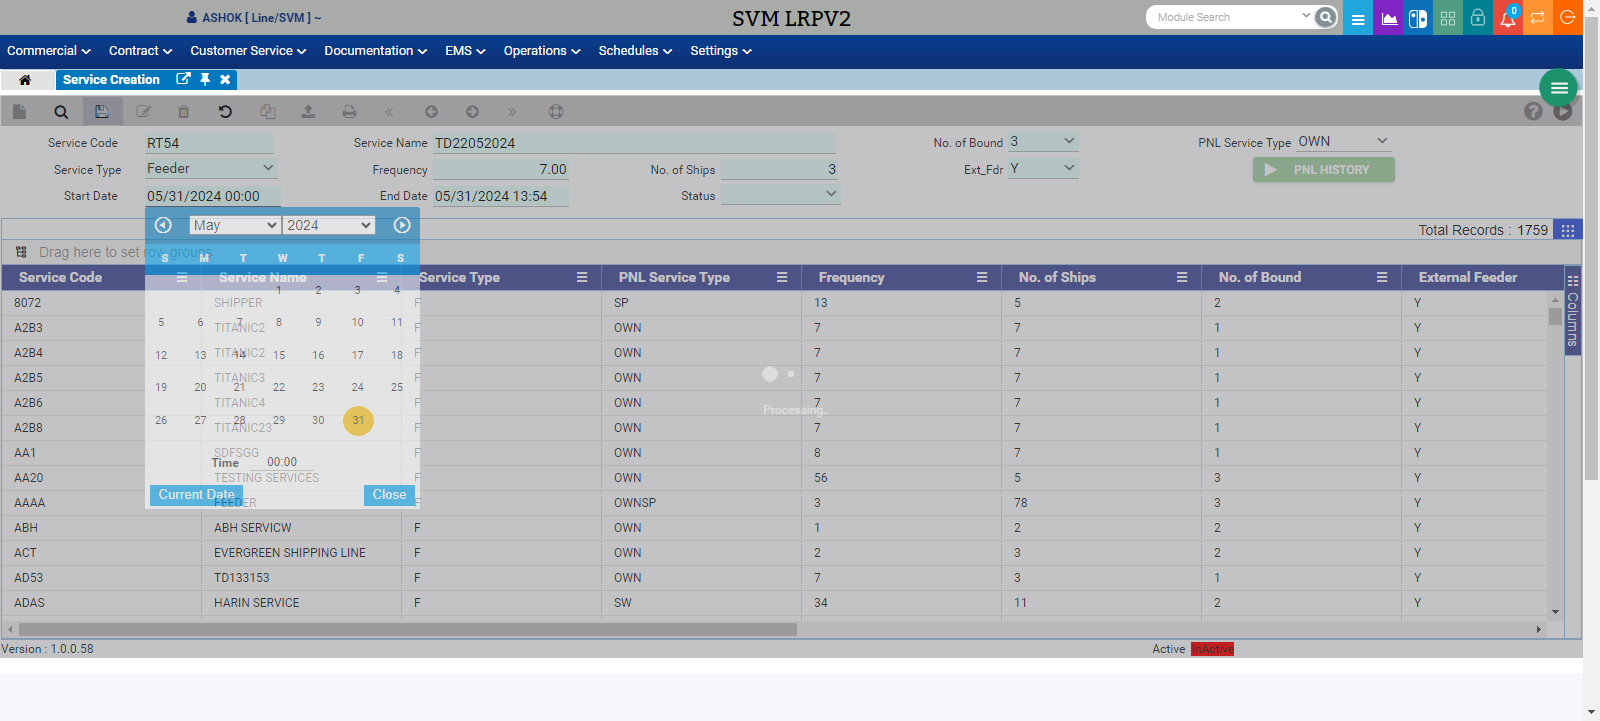 ASHOK [ Line/SVM ] ~ SVM LRPV2 Module Search 0
Commercial Contract Customer Service Documentation EMS Operations Schedules Settings
Service Creation
Service Code RT54 Service Name TD22052024 No. of Bound 3 PNL Service Type OWN
Service Type Feeder Frequency 7.00 No. of Ships 3 Ext_Fdr Y PNL HISTORY
Start Date 05/31/2024 00:00 End Date 05/31/2024 13:54 Status
May 2024
Total Records : 1759
Drag here to set row groups
S M T W T F S
Service Code Service Name Service Type PNL Service Type Frequency No. of Ships No. of Bound External Feeder
Columns
1 2 3 4
8072 SHIPPER F SP 13 5 2 Y
5 6 7 8 9 10 11
A2B3 TITANIC2 F OWN 7 7 1 Y
12 13 14 15 16 17 18
A2B4 TITANIC2 F OWN 7 7 1 Y
A2B5 TITANIC3 F OWN 7 7 1 Y
19 20 21 22 23 24 25
A2B6 TITANIC4 F OWN 7 7 1 Y
Processing..
26 27 28 29 30 31
A2B8 TITANIC23 F OWN 7 7 1 Y
AA1 SDFSGG F OWN 8 7 1 Y
Time 00:00
AA20 TESTING SERVICES F OWN 56 5 3 Y
Current Date Close
AAAA FEEDER F OWNSP 3 78 3 Y
ABH ABH SERVICW F OWN 1 2 2 Y
ACT EVERGREEN SHIPPING LINE F OWN 2 3 2 Y
AD53 TD133153 F OWN 7 3 1 Y
ADAS HARIN SERVICE F SW 34 11 2 Y
Version : 1.0.0.58 Active InActive